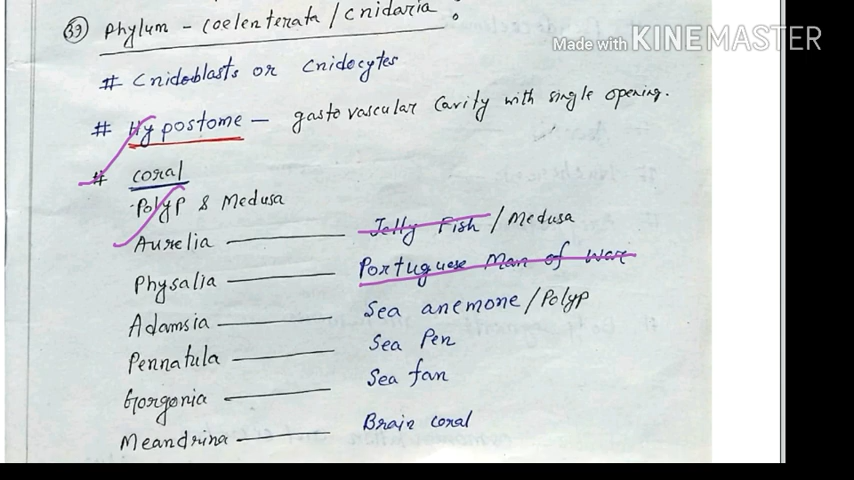 39 Phylum - Coelenterata / Cnidaria.
Made with KINEMASTER
# Cnidoblasts or Cnidocytes
# Hypostome - gastovascular Cavity with single opening.
# coral
Polyp & Medusa
Aurelia — Jelly Fish / Medusa
Physalia — Portuguese Man of War
Adamsia — Sea anemone / Polyp
Pennatula — Sea Pen
Gorgonia — Sea fan
Meandrina — Brain coral